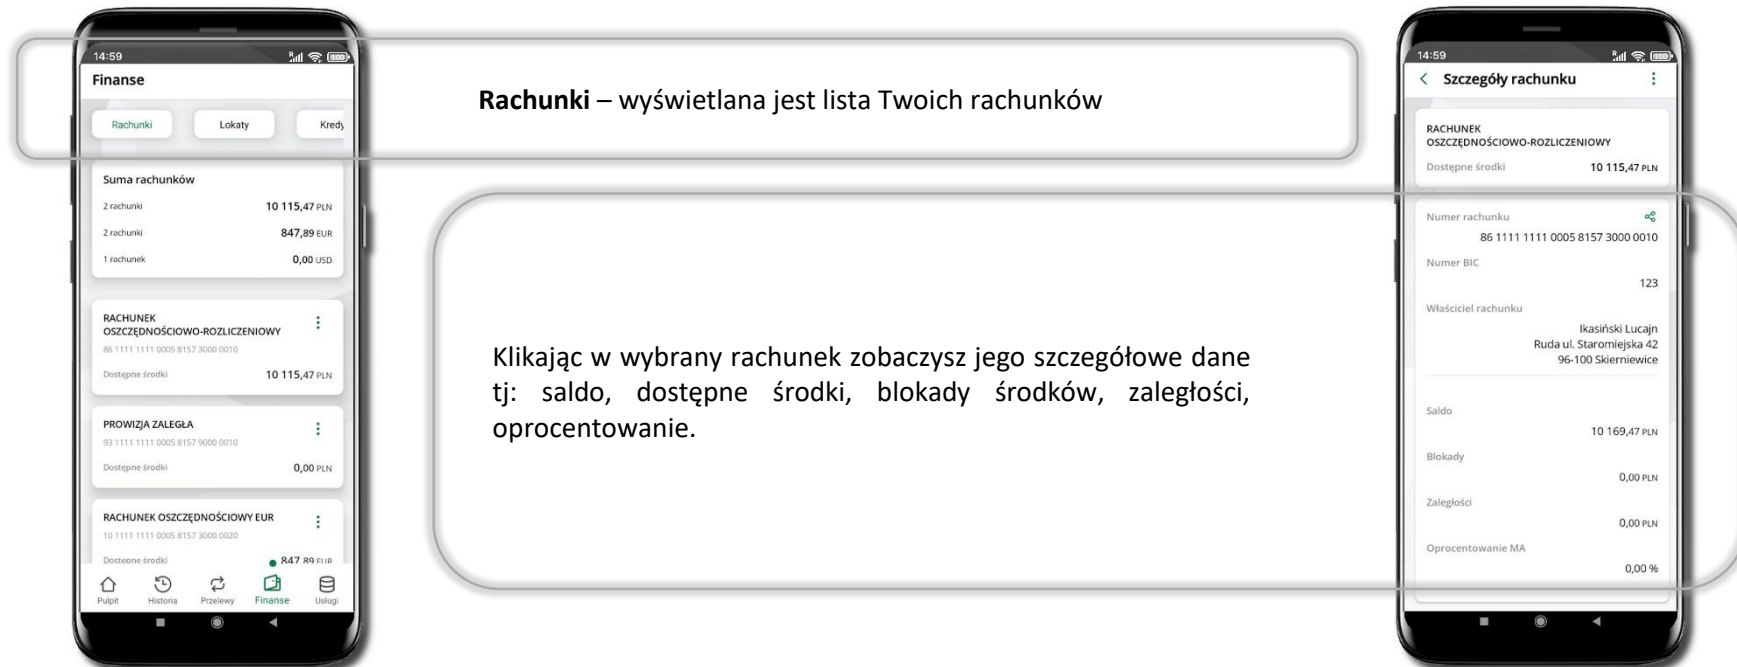 14:59
Finanse
Rachunki Lokaty Kredy
Suma rachunków
2 rachunki 10 115,47 PLN
2 rachunki 847,89 EUR
1 rachunek 0,00 USD
RACHUNEK
OSZCZĘDNOŚCIOWO-ROZLICZENIOWY
86 1111 1111 0005 8157 3000 0010
Dostępne środki 10 115,47 PLN
PROWIZJA ZALEGŁA
93 1111 1111 0005 8157 9000 0010
Dostępne środki 0,00 PLN
RACHUNEK OSZCZĘDNOŚCIOWY EUR
10 1111 1111 0005 8157 3000 0020
Dostępne środki 847,89 EUR
Pulpit Historia Przelewy Finanse Usługi
Rachunki – wyświetlana jest lista Twoich rachunków
Klikając w wybrany rachunek zobaczysz jego szczegółowe dane
tj: saldo, dostępne środki, blokady środków, zaległości,
oprocentowanie.
14:59
Szczegóły rachunku
RACHUNEK
OSZCZĘDNOŚCIOWO-ROZLICZENIOWY
Dostępne środki 10 115,47 PLN
Numer rachunku
86 1111 1111 0005 8157 3000 0010
Numer BIC
123
Właściciel rachunku
Ikasiński Lucajn
Ruda ul. Staromiejska 42
96-100 Skierniewice
Saldo
10 169,47 PLN
Blokady
0,00 PLN
Zaległości
0,00 PLN
Oprocentowanie MA
0,00 %